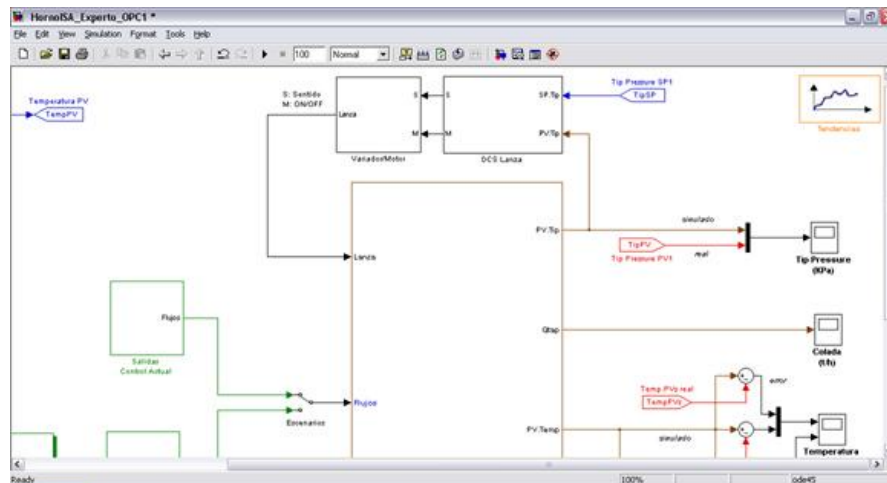 HornoISA_Experto_OPC1 *
File Edit View Simulation Format Tools Help
100
Normal
Temperatura PV
TempPV
S: Sentido
M: ON/OFF
Lanza
S
M
Variador/Motor
S
M
SP.Tip
PV.Tip
DCS Lanza
Tip Pressure SP1
TipSP
Tendencias
Lanza
PV.Tip
simulado
TipPV
real
Tip Pressure PV1
Tip Pressure
(KPa)
Flujos
Salidas
Control Actual
Escenarios
Flujos
Qtap
Colada
(t/h)
Temp PVs real
TempPVs
error
PV.Temp
simulado
Temperatura
Ready
100%
ode45